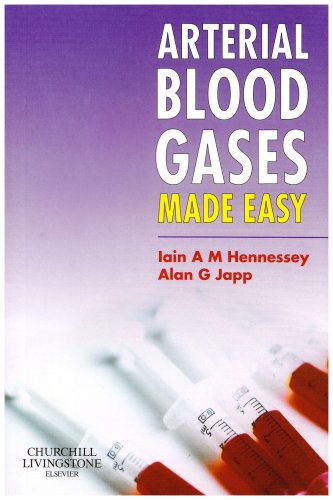 ARTERIAL
BLOOD
GASES
MADE EASY
Iain A M Hennessey
Alan G Japp
CHURCHILL
LIVINGSTONE
ELSEVIER